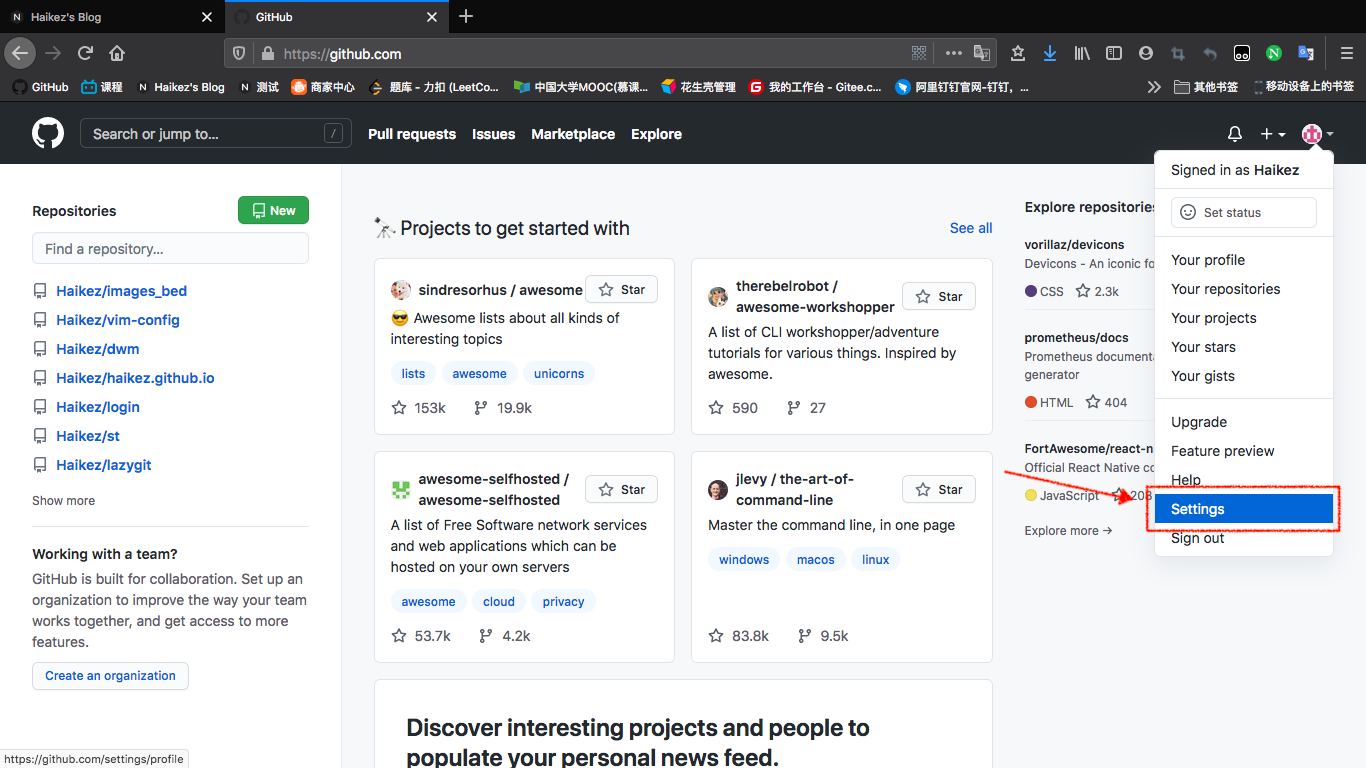 Haikez's Blog
GitHub
https://github.com
GitHub
课程
Haikez's Blog
测试
商家中心
题库 - 力扣 (LeetCo...
中国大学MOOC(慕课...
花生壳管理
我的工作台 - Gitee.c...
阿里钉钉官网-钉钉，...
其他书签
移动设备上的书签
Search or jump to...
/
Pull requests
Issues
Marketplace
Explore
Signed in as Haikez
Set status
Your profile
Your repositories
Your projects
Your stars
Your gists
Upgrade
Feature preview
Help
Settings
Sign out
Repositories
New
Find a repository...
Haikez/images_bed
Haikez/vim-config
Haikez/dwm
Haikez/haikez.github.io
Haikez/login
Haikez/st
Haikez/lazygit
Show more
Working with a team?
GitHub is built for collaboration. Set up an
organization to improve the way your team
works together, and get access to more
features.
Create an organization
Projects to get started with
See all
sindresorhus / awesome
Star
😎 Awesome lists about all kinds of
interesting topics
lists
awesome
unicorns
153k
19.9k
therebelrobot /
awesome-workshopper
Star
A list of CLI workshopper/adventure
tutorials for various things. Inspired by
awesome.
590
27
awesome-selfhosted /
awesome-selfhosted
Star
A list of Free Software network services
and web applications which can be
hosted on your own servers
awesome
cloud
privacy
53.7k
4.2k
jlevy / the-art-of-
command-line
Star
Master the command line, in one page
windows
macos
linux
83.8k
9.5k
Discover interesting projects and people to
populate your personal news feed.
Explore repositories
vorillaz/devicons
Devicons - An iconic fo
CSS
2.3k
prometheus/docs
Prometheus documenta
generator
HTML
404
FortAwesome/react-n
Official React Native co
JavaScript
208
Explore more →
https://github.com/settings/profile